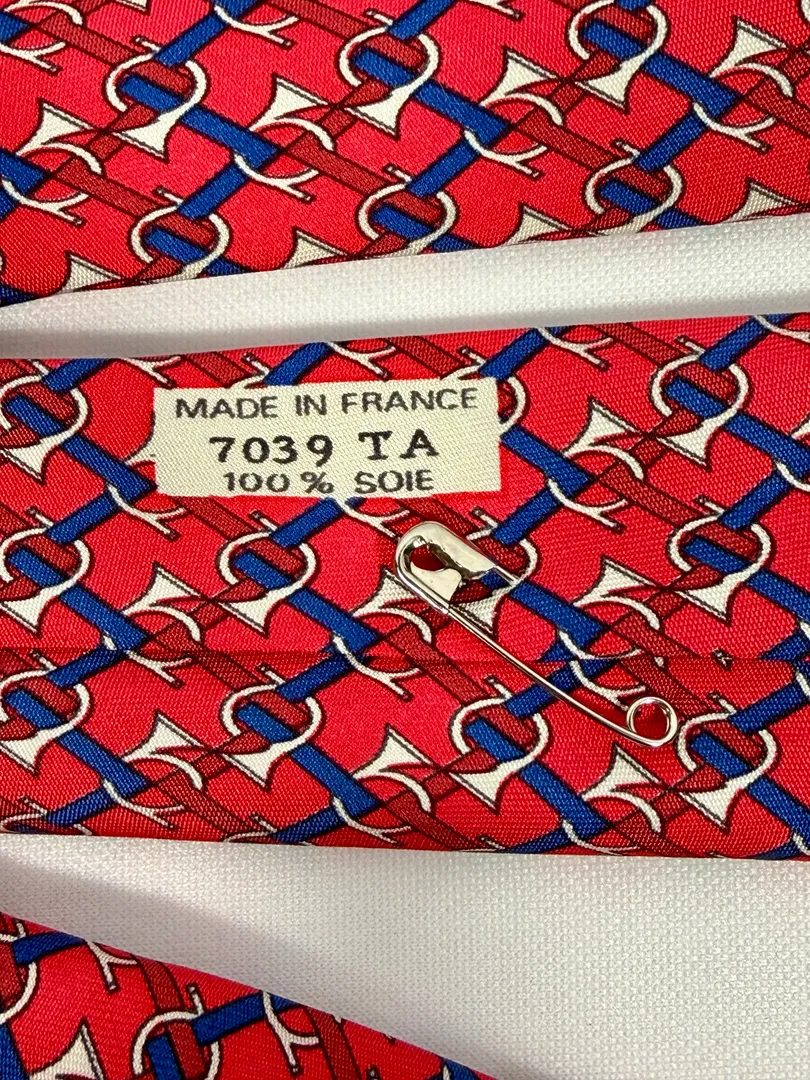 MADE IN FRANCE
7039 TA
100 % SOIE